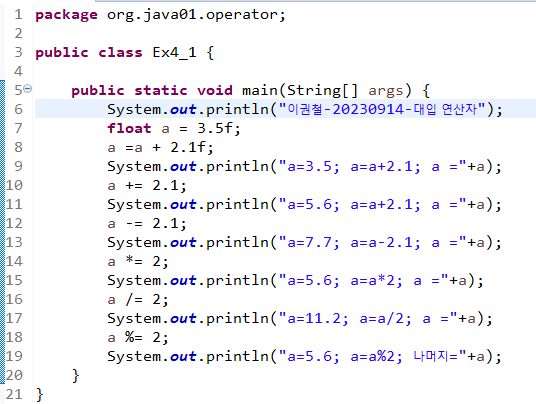 1 package org.java01.operator;
2
3 public class Ex4_1 {
4
5 public static void main(String[] args) {
6 System.out.println("이권철-20230914-대입 연산자");
7 float a = 3.5f;
8 a =a + 2.1f;
9 System.out.println("a=3.5; a=a+2.1; a ="+a);
10 a += 2.1;
11 System.out.println("a=5.6; a=a+2.1; a ="+a);
12 a -= 2.1;
13 System.out.println("a=7.7; a=a-2.1; a ="+a);
14 a *= 2;
15 System.out.println("a=5.6; a=a*2; a ="+a);
16 a /= 2;
17 System.out.println("a=11.2; a=a/2; a ="+a);
18 a %= 2;
19 System.out.println("a=5.6; a=a%2; 나머지="+a);
20 }
21 }